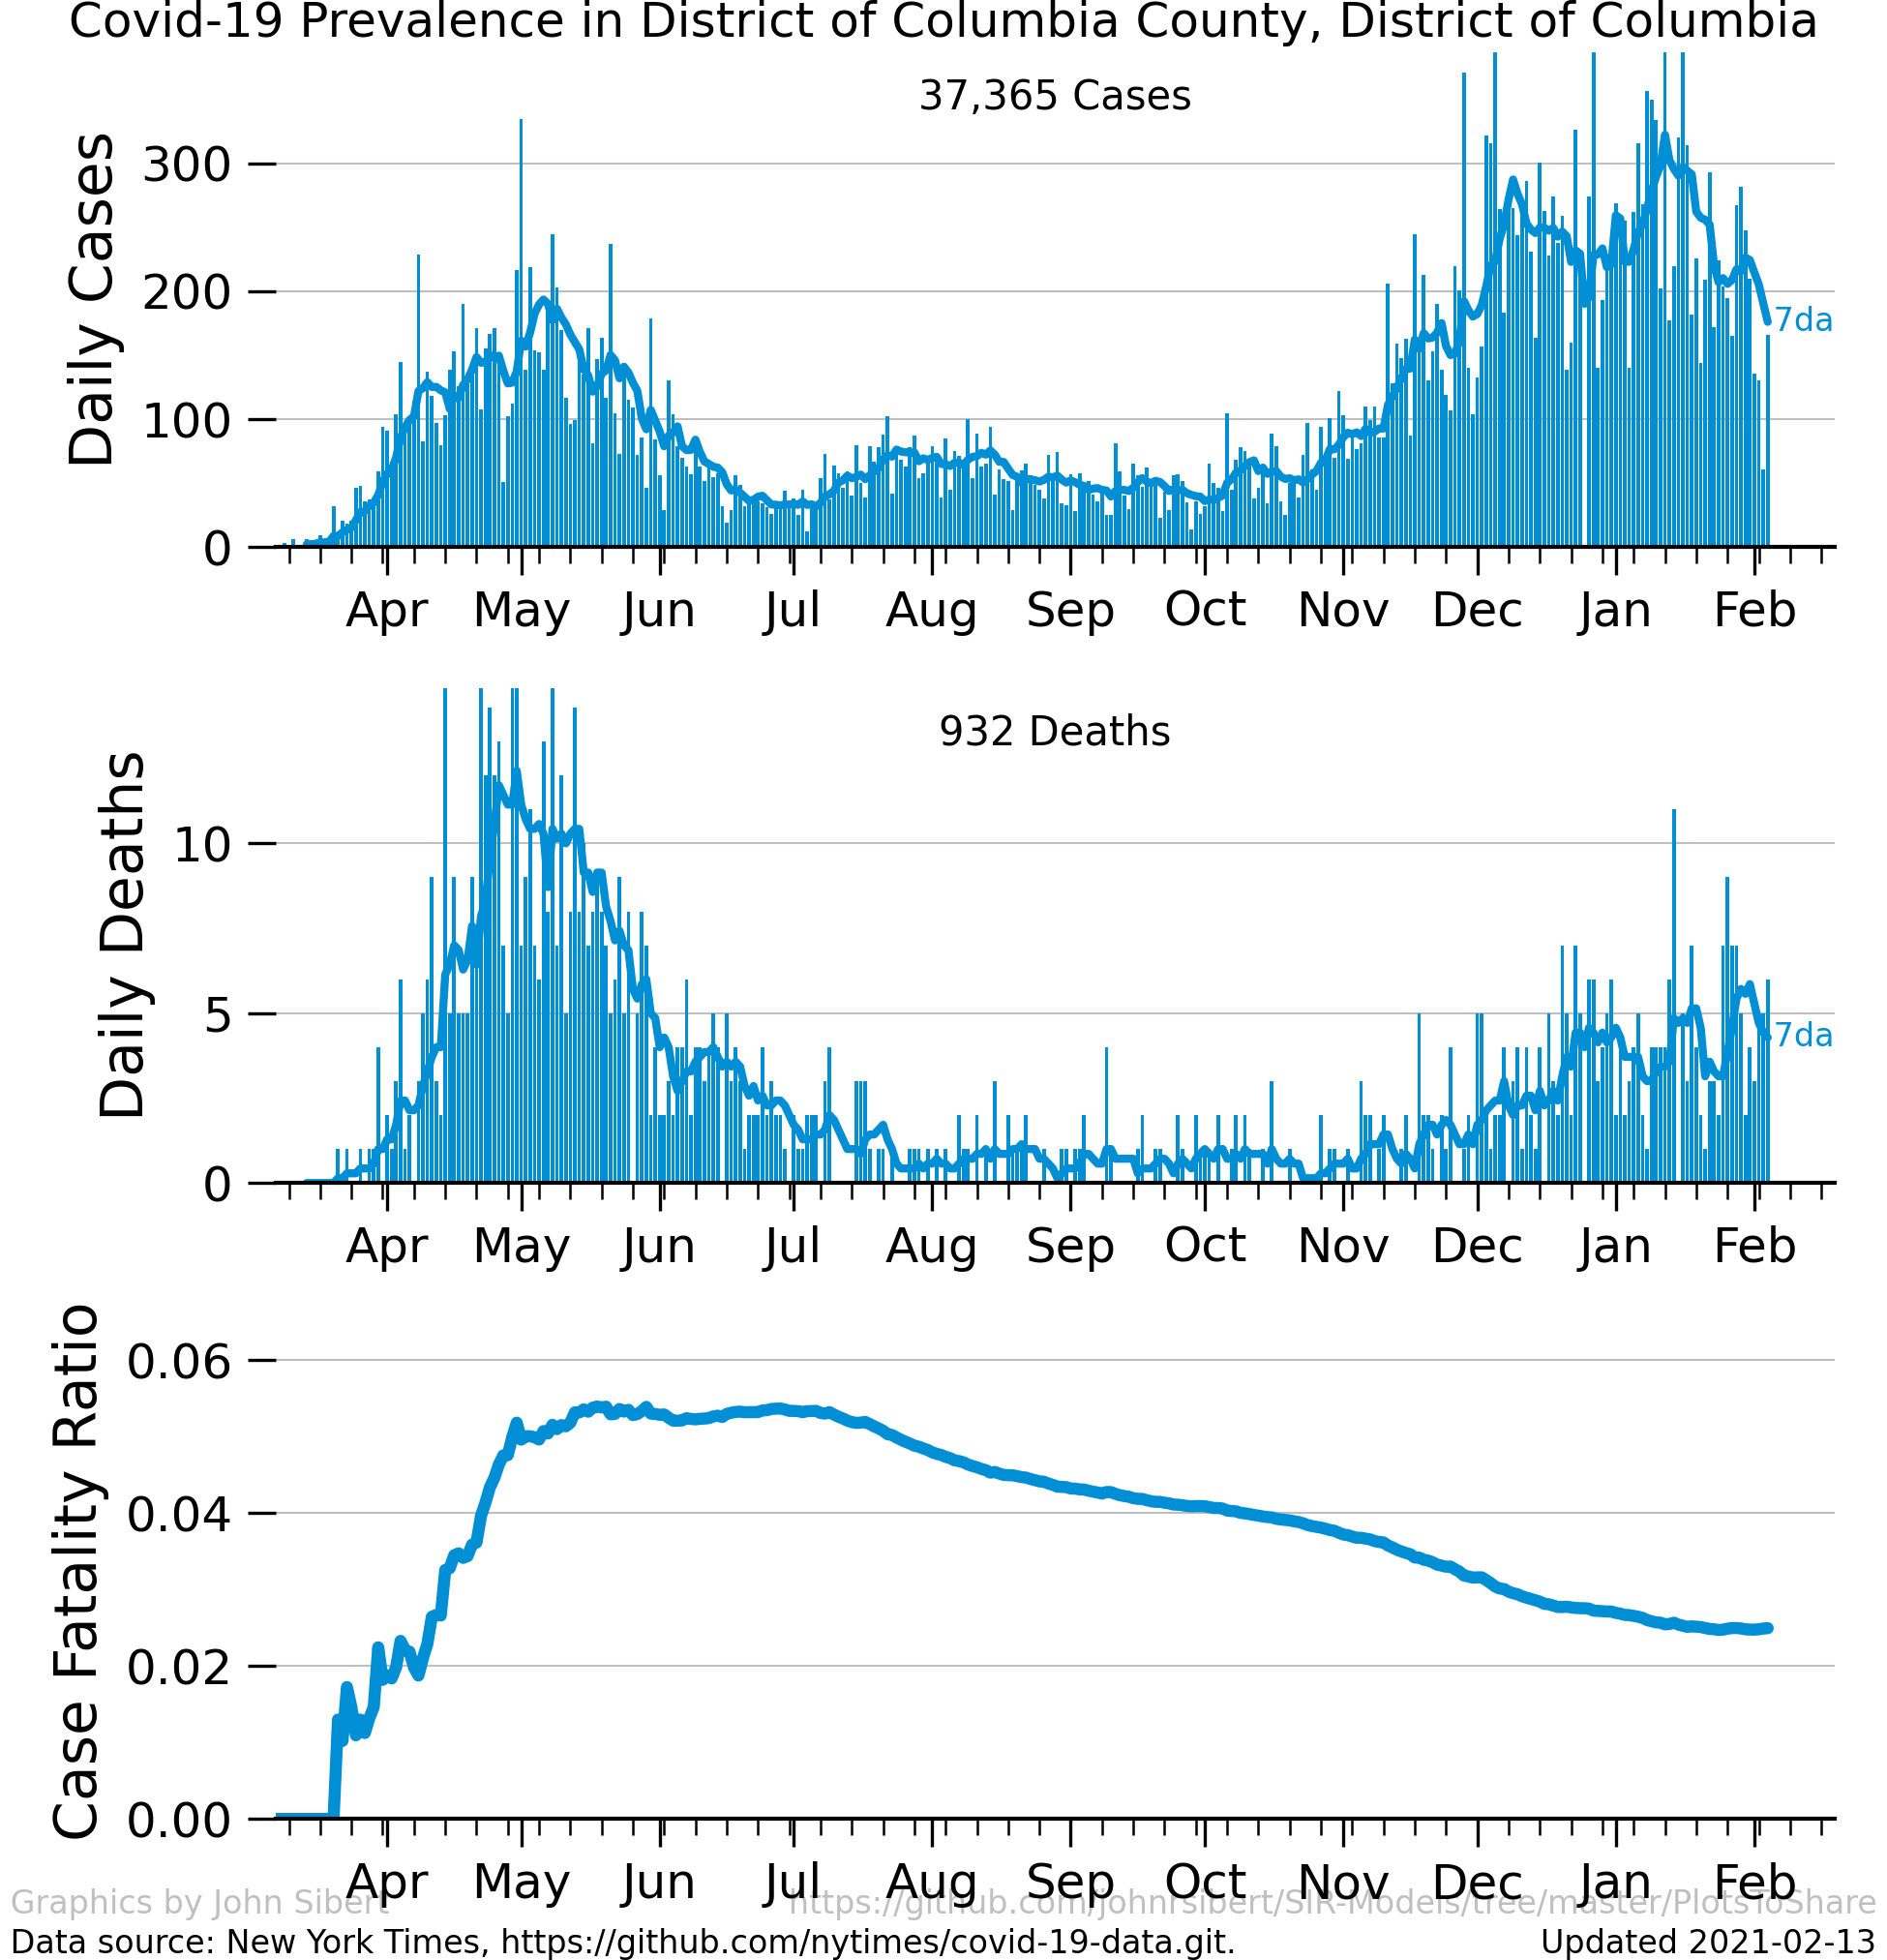 Covid-19 Prevalence in District of Columbia County, District of Columbia
37,365 Cases
Daily Cases
300
200
100
0
7da
Apr May Jun Jul Aug Sep Oct Nov Dec Jan Feb
932 Deaths
Daily Deaths
10
5
0
7da
Apr May Jun Jul Aug Sep Oct Nov Dec Jan Feb
Case Fatality Ratio
0.06
0.04
0.02
0.00
Apr May Jun Jul Aug Sep Oct Nov Dec Jan Feb
Graphics by John Sibert https://github.com/johnrsibert/SIR-Models/tree/master/PlotsToShare
Data source: New York Times, https://github.com/nytimes/covid-19-data.git. Updated 2021-02-13